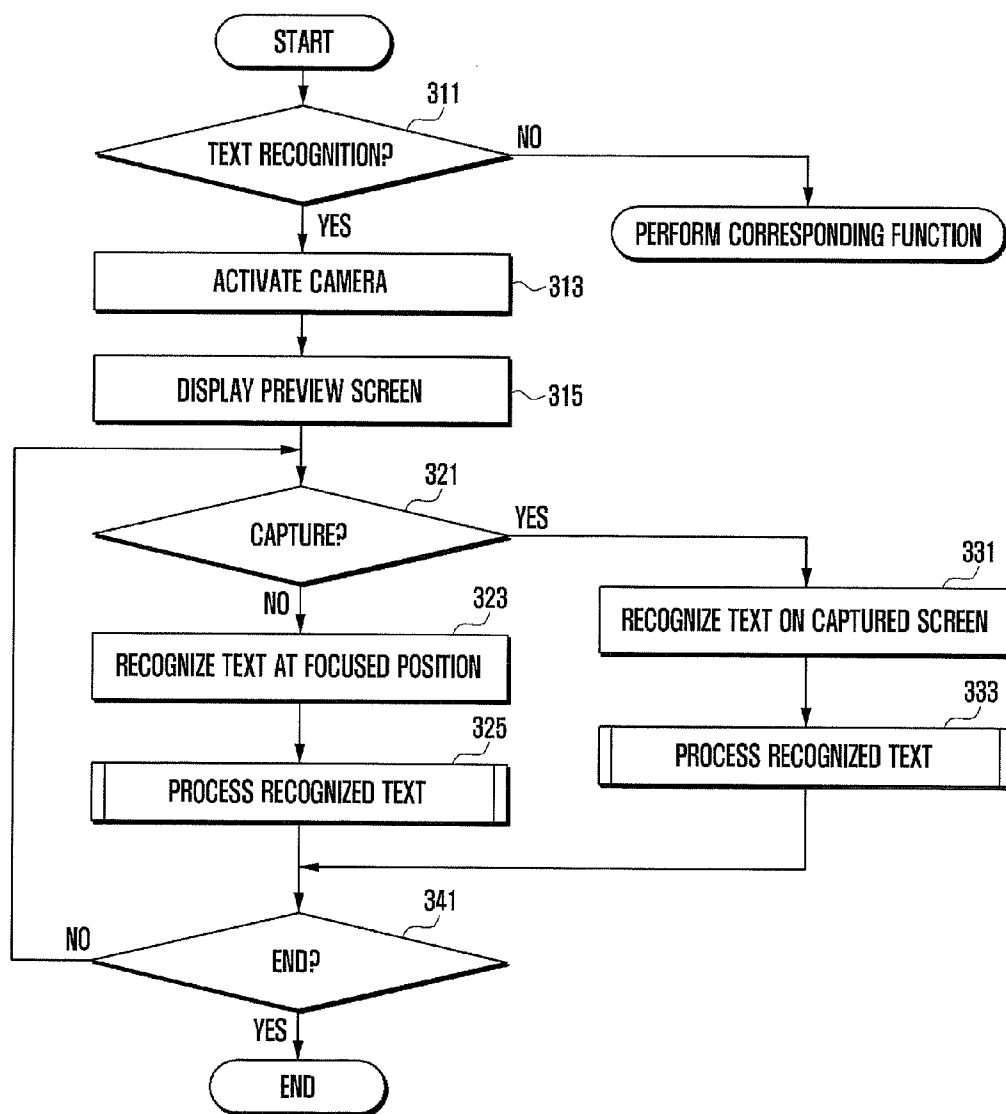 START
311
TEXT RECOGNITION?
NO
YES
PERFORM CORRESPONDING FUNCTION
ACTIVATE CAMERA
313
DISPLAY PREVIEW SCREEN
315
321
CAPTURE?
YES
NO
323
331
RECOGNIZE TEXT AT FOCUSED POSITION
RECOGNIZE TEXT ON CAPTURED SCREEN
325
333
PROCESS RECOGNIZED TEXT
PROCESS RECOGNIZED TEXT
341
NO
END?
YES
END